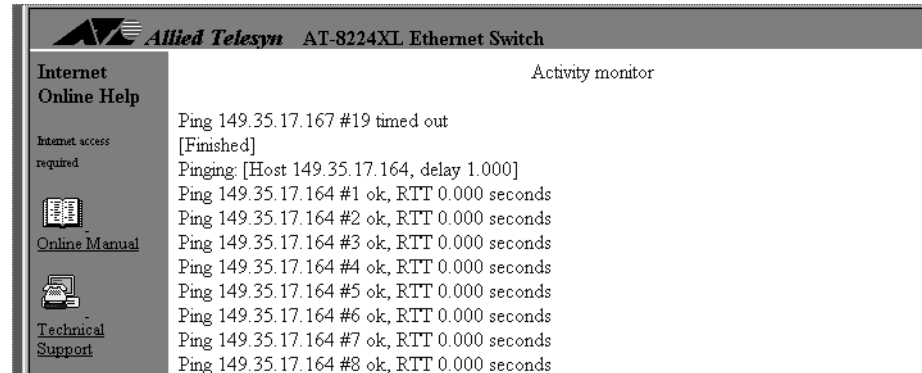 Allied Telesyn AT-8224XL Ethernet Switch
Internet
Online Help
Internet access
required
Online Manual
Technical
Support
Activity monitor
Ping 149.35.17.167 #19 timed out
[Finished]
Pinging: [Host 149.35.17.164, delay 1.000]
Ping 149.35.17.164 #1 ok, RTT 0.000 seconds
Ping 149.35.17.164 #2 ok, RTT 0.000 seconds
Ping 149.35.17.164 #3 ok, RTT 0.000 seconds
Ping 149.35.17.164 #4 ok, RTT 0.000 seconds
Ping 149.35.17.164 #5 ok, RTT 0.000 seconds
Ping 149.35.17.164 #6 ok, RTT 0.000 seconds
Ping 149.35.17.164 #7 ok, RTT 0.000 seconds
Ping 149.35.17.164 #8 ok, RTT 0.000 seconds